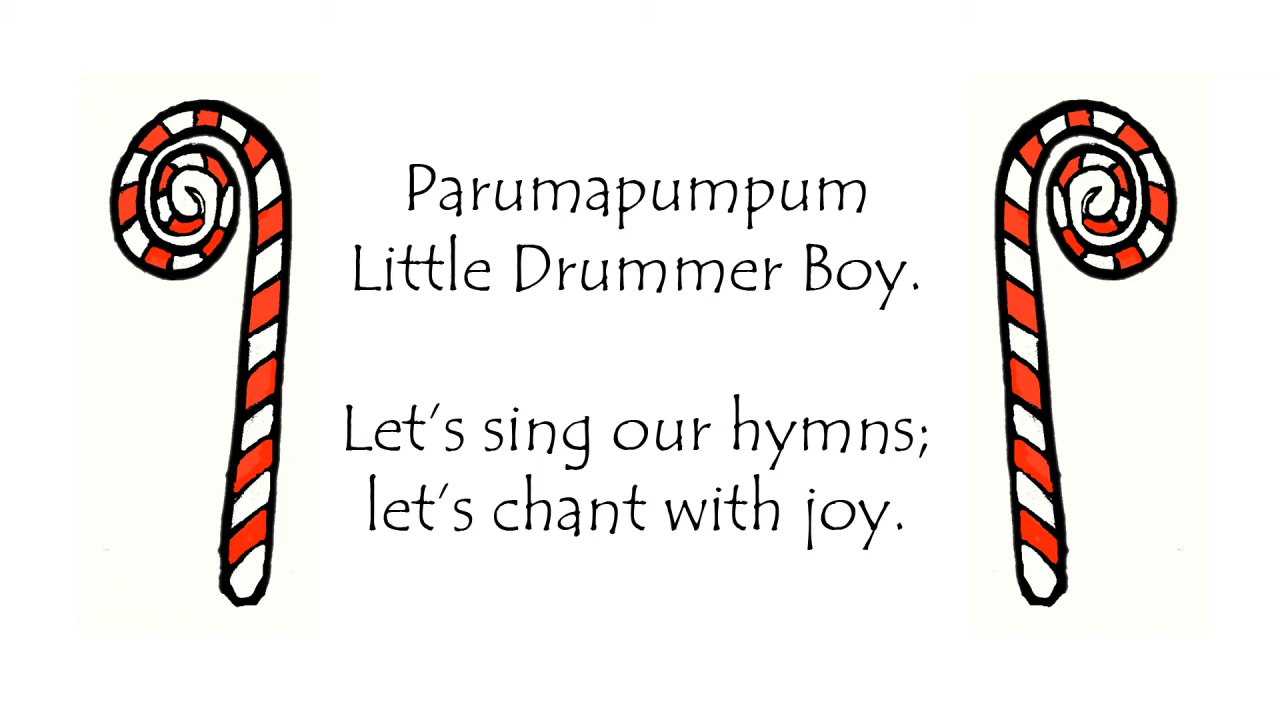 Parumapumpum
Little Drummer Boy.
Let’s sing our hymns;
let’s chant with joy.